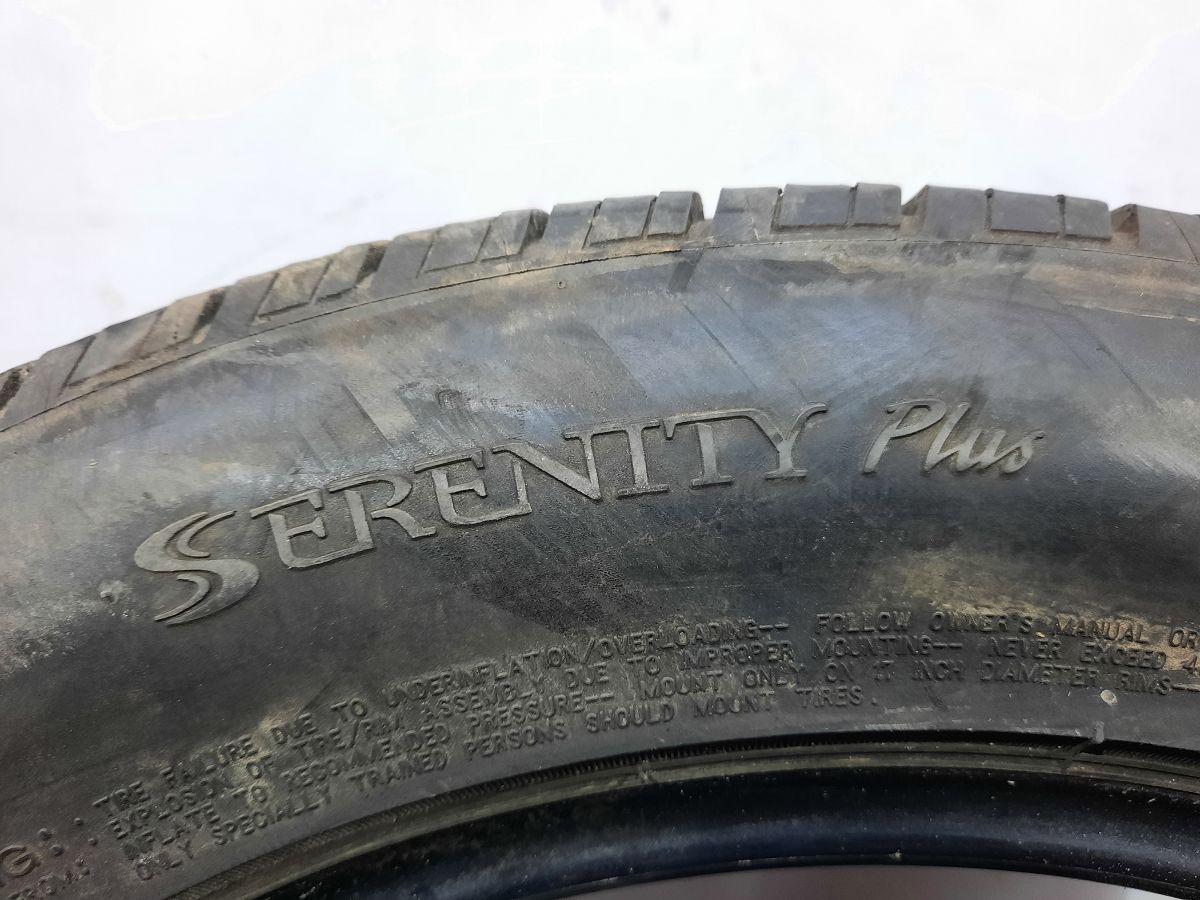 SERENITY Plus
TIRE FAILURE DUE TO UNDERINFLATION/OVERLOADING-- FOLLOW OWNER'S MANUAL OR
EXPLOSION OF TIRE/RIM ASSEMBLY DUE TO IMPROPER MOUNTING-- NEVER EXCEED
INFLATE TO RECOMMENDED PRESSURE-- MOUNT ONLY ON 17 INCH DIAMETER RIMS--
ONLY SPECIALLY TRAINED PERSONS SHOULD MOUNT TIRES.